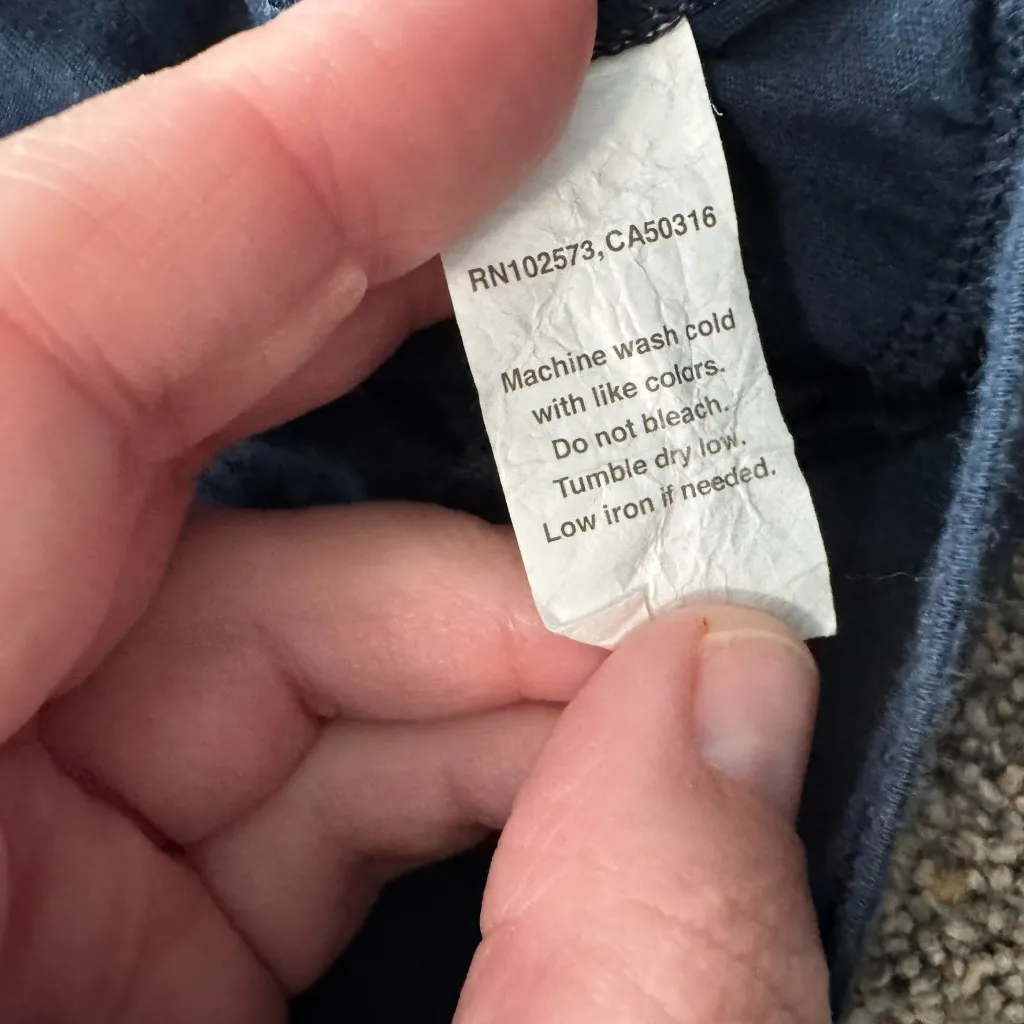 RN102573, CA50316
Machine wash cold
with like colors.
Do not bleach.
Tumble dry low.
Low iron if needed.